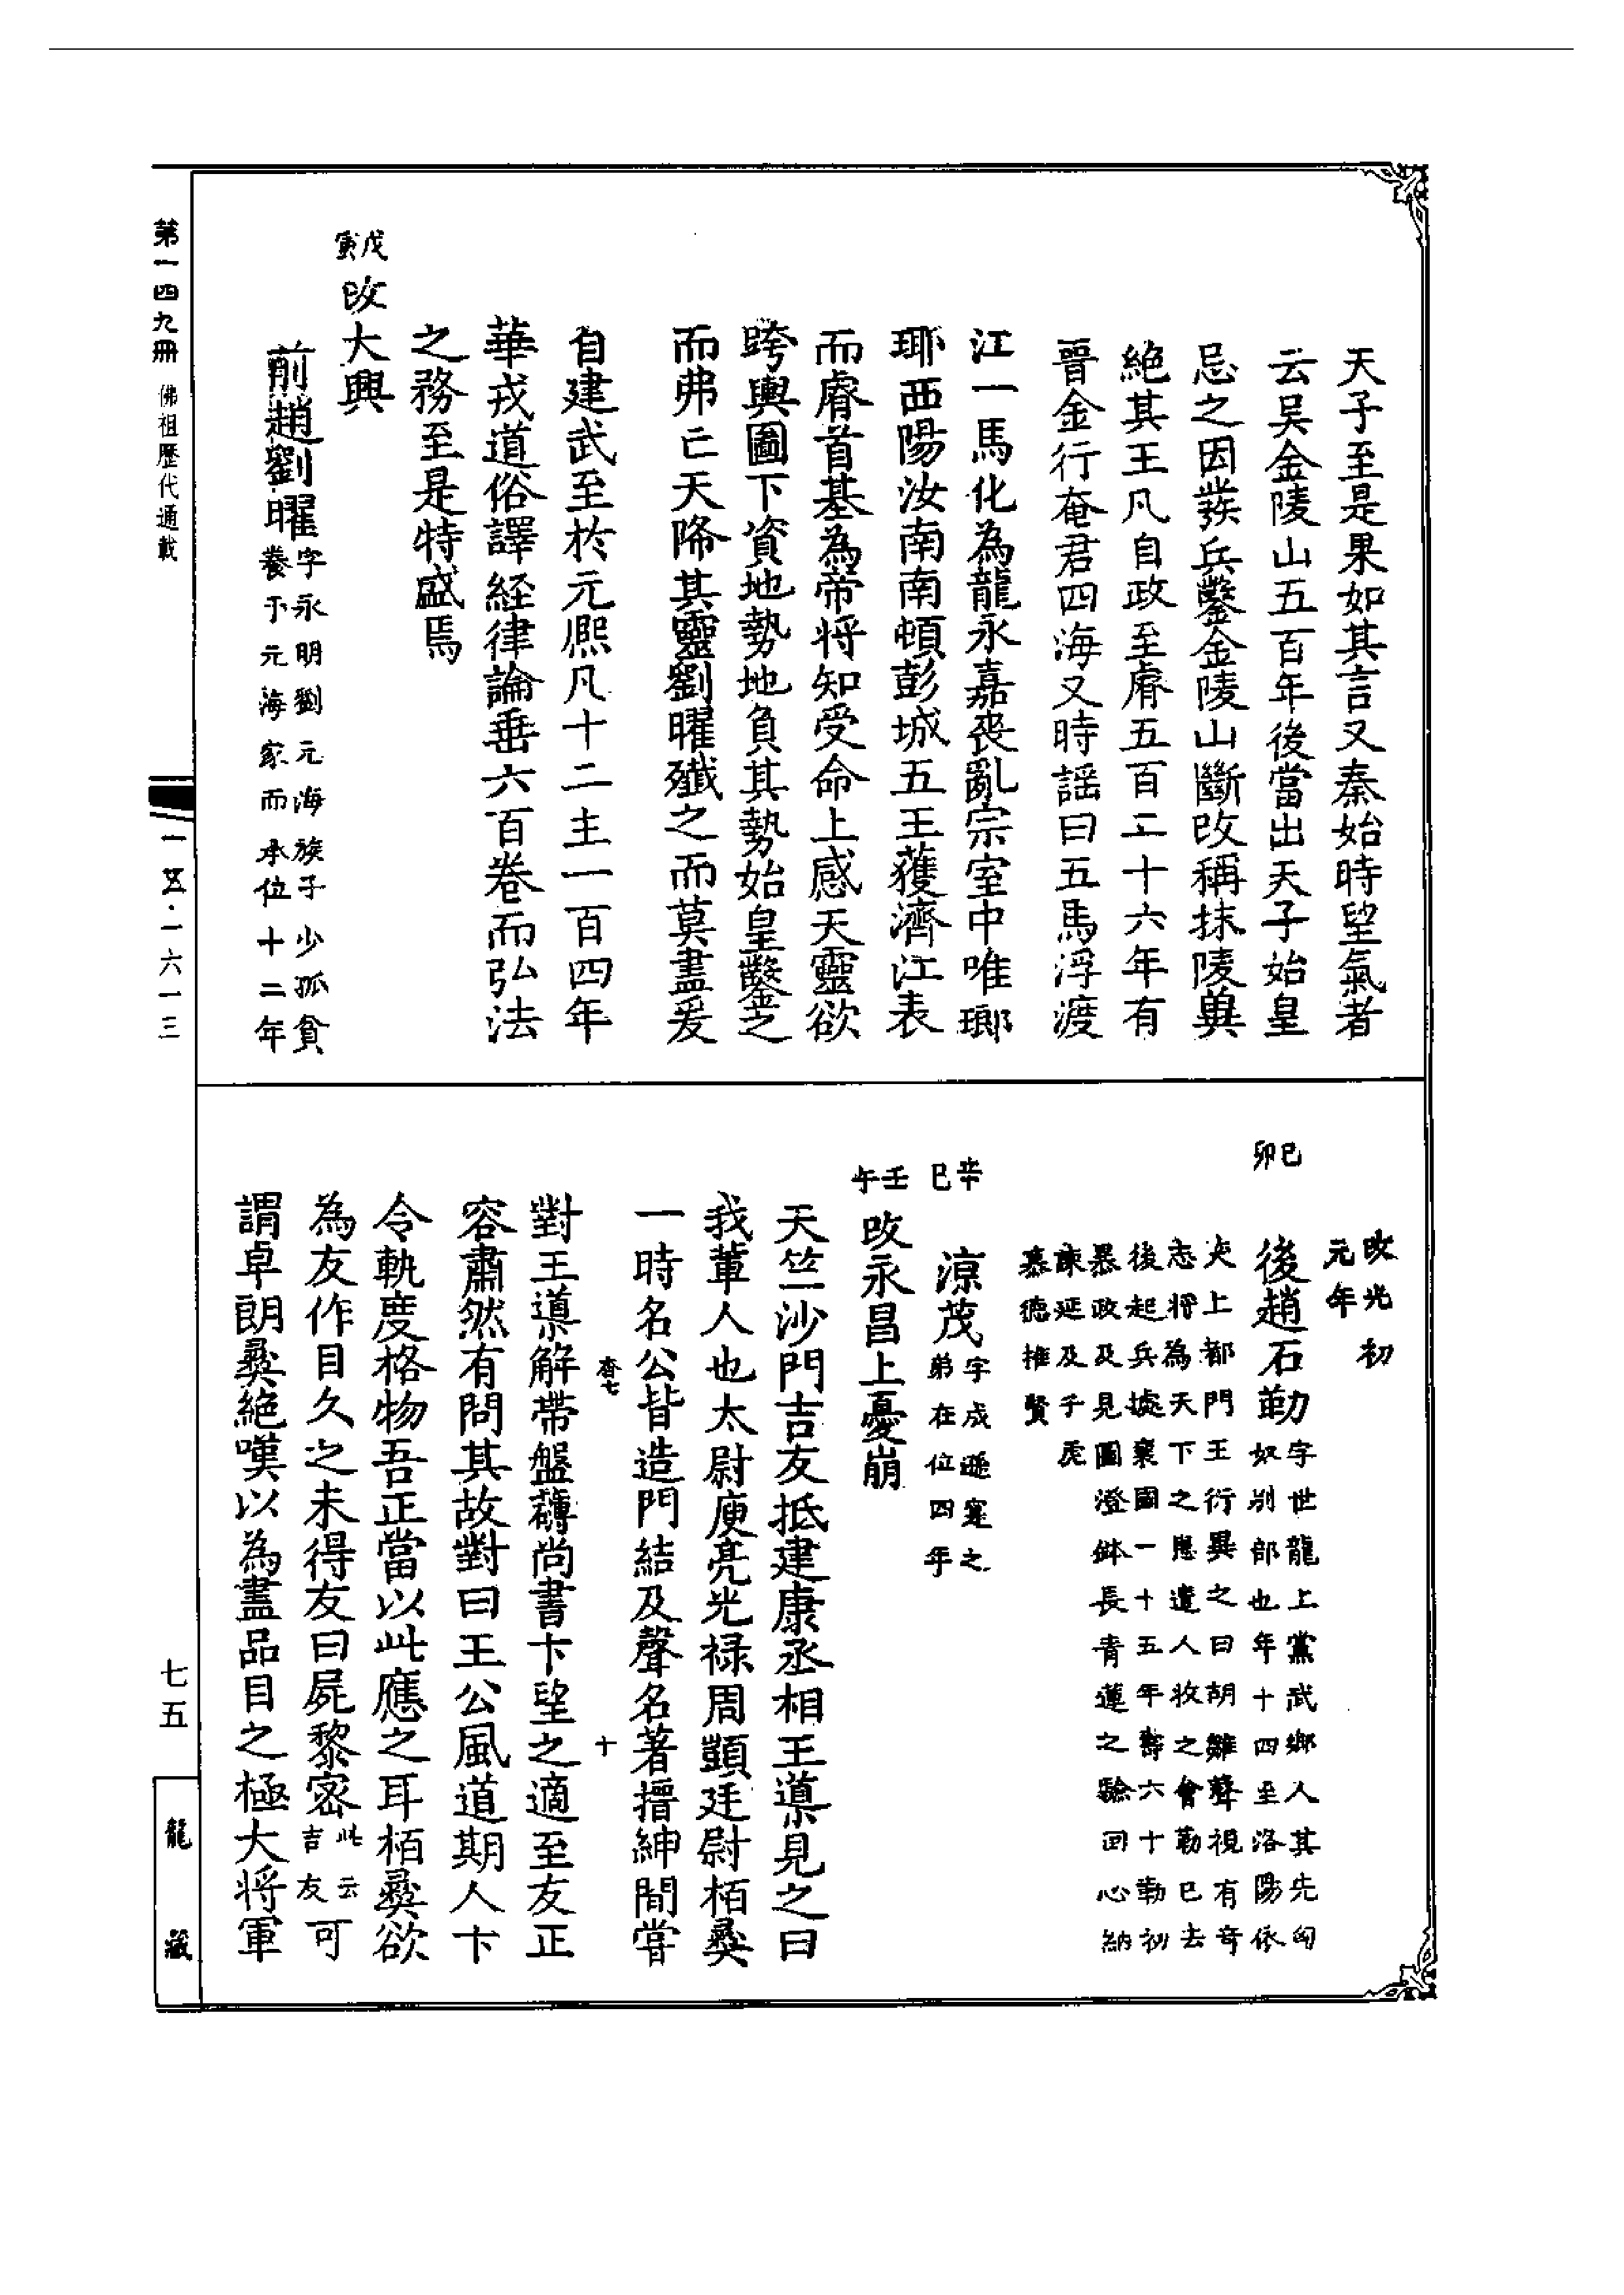 天子至是果如其言又秦始時望氣者
云吴金陵山五百年後當出天子始皇
忌之因發兵鑿金陵山斷改稱抹陵兾
絶其王凡自政至睿五百二十六年有
晉金行奄君四海又時謡曰五馬浮渡
江一馬化為龍永嘉喪亂宗室中唯瑯
琊西陽汝南南頓彭城五王獲濟江表
而睿首基為帝将知受命上感天靈欲
跨輿圖下資地勢地負其勢始皇鑿之
而弗亡天降其靈劉曜殲之而莫盡爰
自建武至於元熈凡十二主一百四年
華戎道俗譯経律論垂六百卷而弘法
之務至是特盛焉
戊寅
改大興
前趙劉曜
字永明劉元海族子少孤貧
養于元海家而承位十二年
改光初
元年
己卯
後趙石勒
字世龍上黨武鄉人其先匈
奴别部也年十四至洛陽依
夫上都門王衍異之曰胡雛聲視有奇
志将為天下之患遣人收之會勒已去
後起兵據襄國一十五年壽六十勒初
暴政及見圖澄鉢長青蓮之驗回心納
諫延及子虎
慕德推賢
辛巳
涼茂
字成遜寔之
弟在位四年
壬午
改永昌上憂崩
天竺沙門吉友抵建康丞相王導見之曰
我輩人也太尉庾亮光禄周顗廷尉栢彜
一時名公皆造門結及聲名著搢紳間甞
對王導解帶盤礴尚書卞望之適至友正
容肅然有問其故對曰王公風道期人卞
令軌度格物吾正當以此應之耳栢彜欲
為友作目久之未得友曰屍黎密
此云
吉友
可
謂卓朗彜絶嘆以為盡品目之極大将軍
十
第一四九冊
佛祖歷代通載
一五·一六一三
七五
龍藏